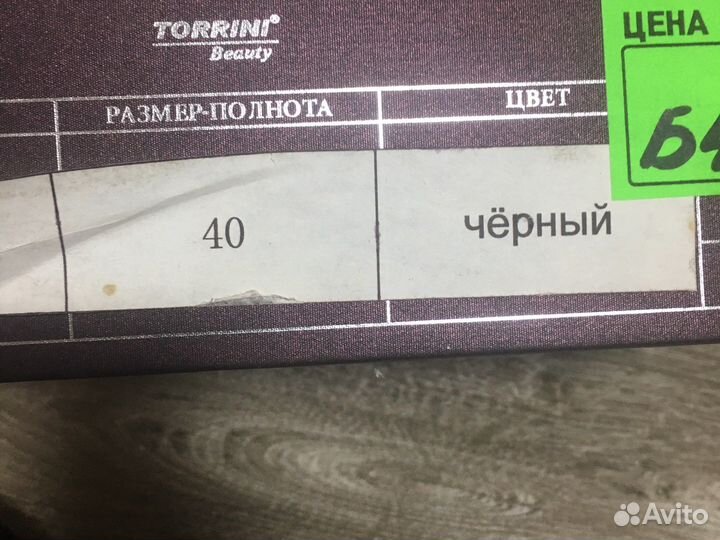 TORRINI®
Beauty
ЦЕНА
РАЗМЕР-ПОЛНОТА
ЦВЕТ
40
чёрный
Avito